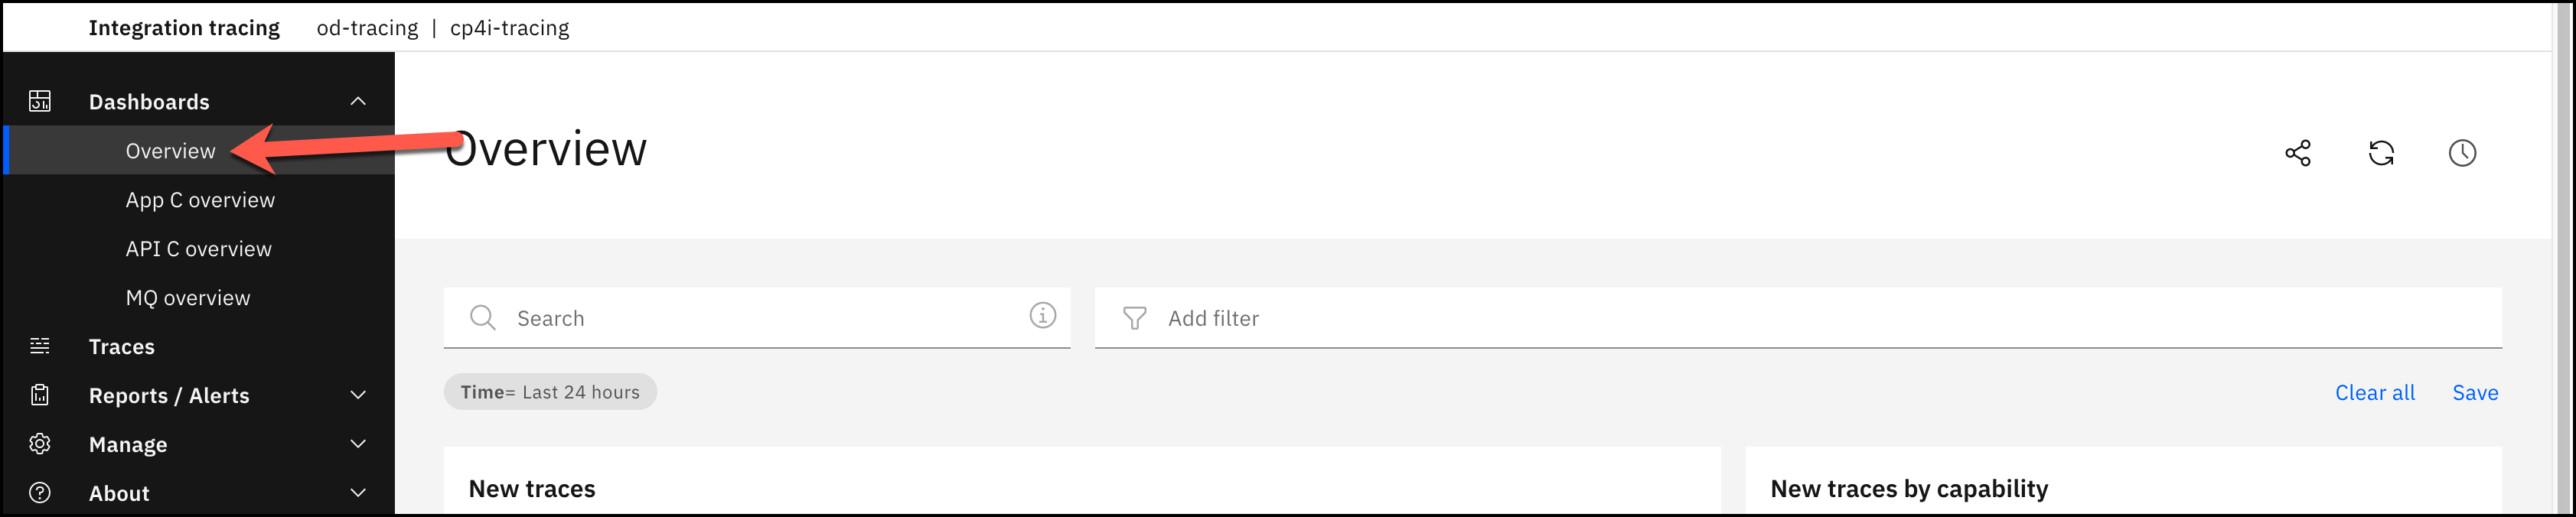 Integration tracing od-tracing | cp4i-tracing
Dashboards
Overview
App C overview
API C overview
MQ overview
Traces
Reports / Alerts
Manage
About
Overview
Search
Add filter
Time= Last 24 hours
Clear all Save
New traces
New traces by capability